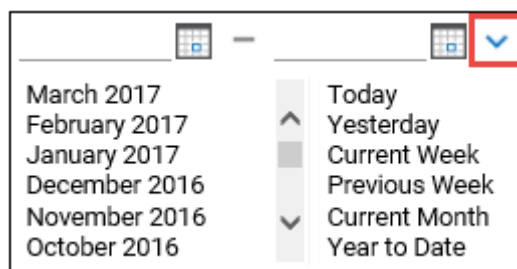 March 2017
February 2017
January 2017
December 2016
November 2016
October 2016
Today
Yesterday
Current Week
Previous Week
Current Month
Year to Date